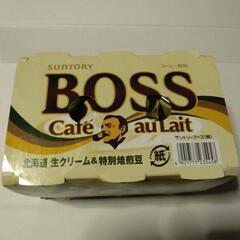 SUNTORY
コーヒー飲料
BOSS
Café au Lait
サントリーフーズ(株)
北海道 生クリーム&特別焙煎豆
紙